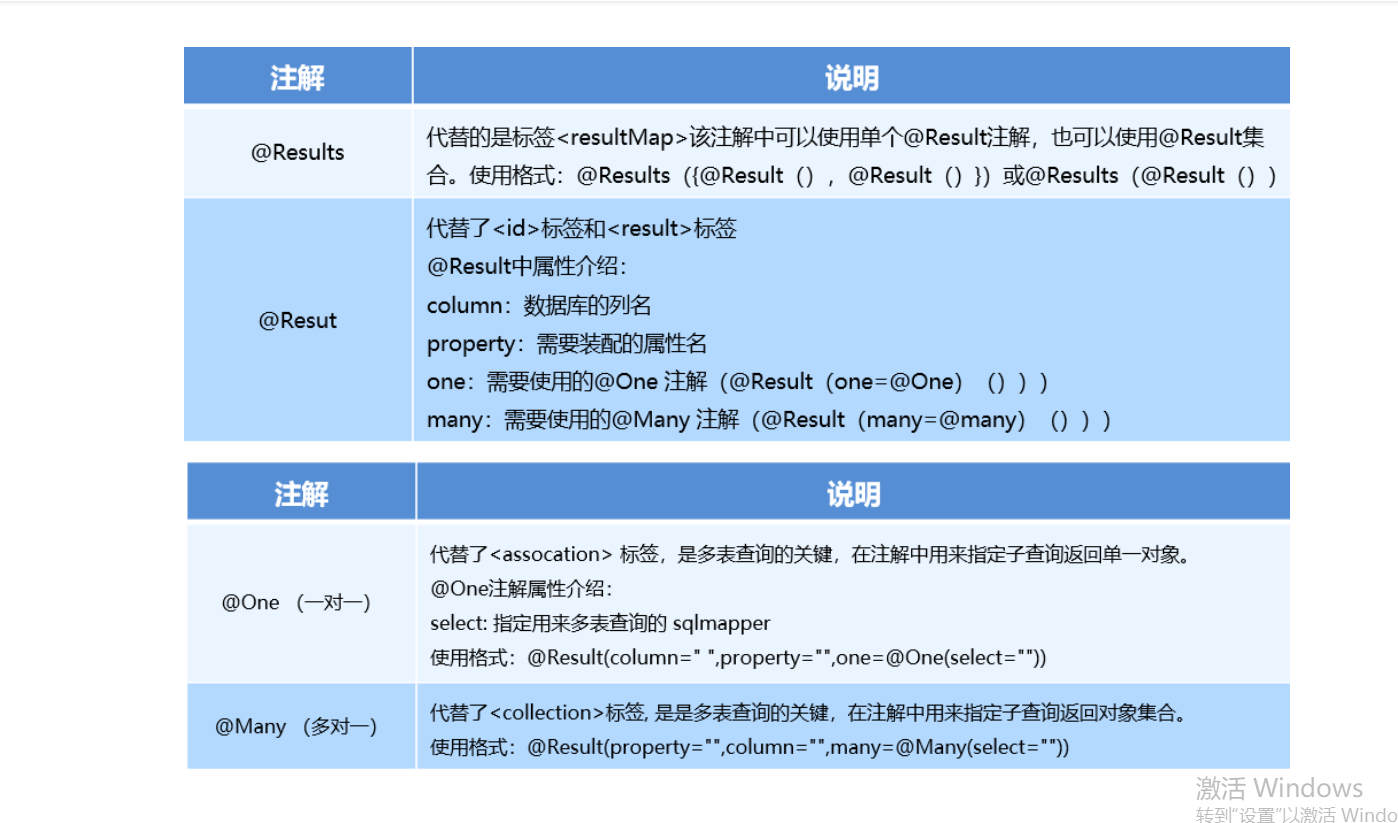 注解 说明
@Results
代替的是标签<resultMap>该注解中可以使用单个@Result注解，也可以使用@Result集
合。使用格式：@Results（{@Result（），@Result（）}）或@Results（@Result（））
@Resut
代替了<id>标签和<result>标签
@Result中属性介绍：
column：数据库的列名
property：需要装配的属性名
one：需要使用的@One 注解（@Result（one=@One）（）））
many：需要使用的@Many 注解（@Result（many=@many）（）））
注解 说明
@One （一对一）
代替了<assocation> 标签，是多表查询的关键，在注解中用来指定子查询返回单一对象。
@One注解属性介绍：
select: 指定用来多表查询的 sqlmapper
使用格式：@Result(column=" ",property="",one=@One(select=""))
@Many （多对一）
代替了<collection>标签, 是是多表查询的关键，在注解中用来指定子查询返回对象集合。
使用格式：@Result(property="",column="",many=@Many(select=""))
激活 Windows
转到“设置”以激活 Windo